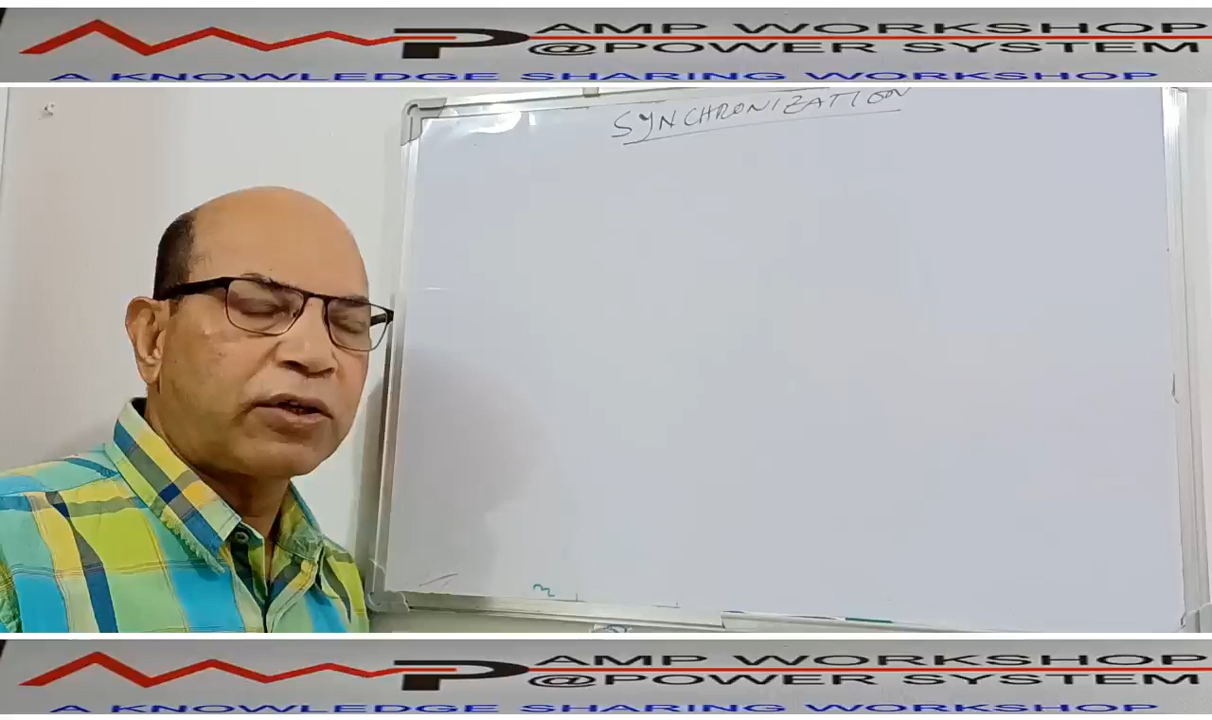 AMP WORKSHOP
@POWER SYSTEM
A KNOWLEDGE SHARING WORKSHOP
SYNCHRONIZATION
AMP WORKSHOP
@POWER SYSTEM
A KNOWLEDGE SHARING WORKSHOP